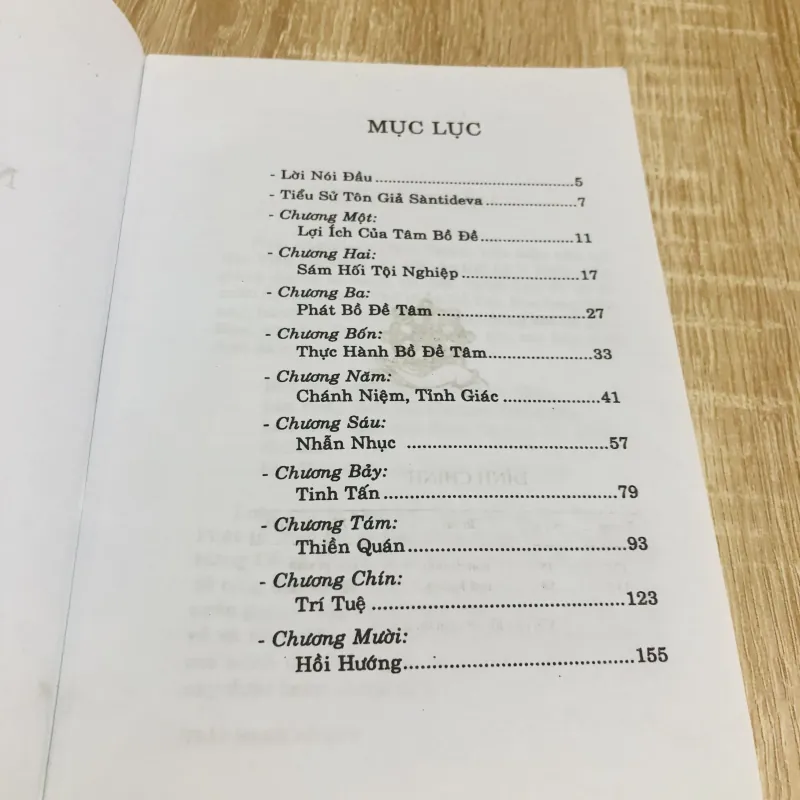 MỤC LỤC
- Lời Nói Đầu....................................5
- Tiểu Sử Tôn Giả Sàntideva.................7
- Chương Một:
Lợi Ích Của Tâm Bồ Đề.................11
- Chương Hai:
Sám Hối Tội Nghiệp.....................17
- Chương Ba:
Phát Bồ Đề Tâm..........................27
- Chương Bốn:
Thực Hành Bồ Đề Tâm..................33
- Chương Năm:
Chánh Niệm, Tỉnh Giác.................41
- Chương Sáu:
Nhẫn Nhục ................................57
- Chương Bảy:
Tinh Tấn....................................79
- Chương Tám:
Thiền Quán................................93
- Chương Chín:
Trí Tuệ....................................123
- Chương Mười:
Hồi Hướng................................155